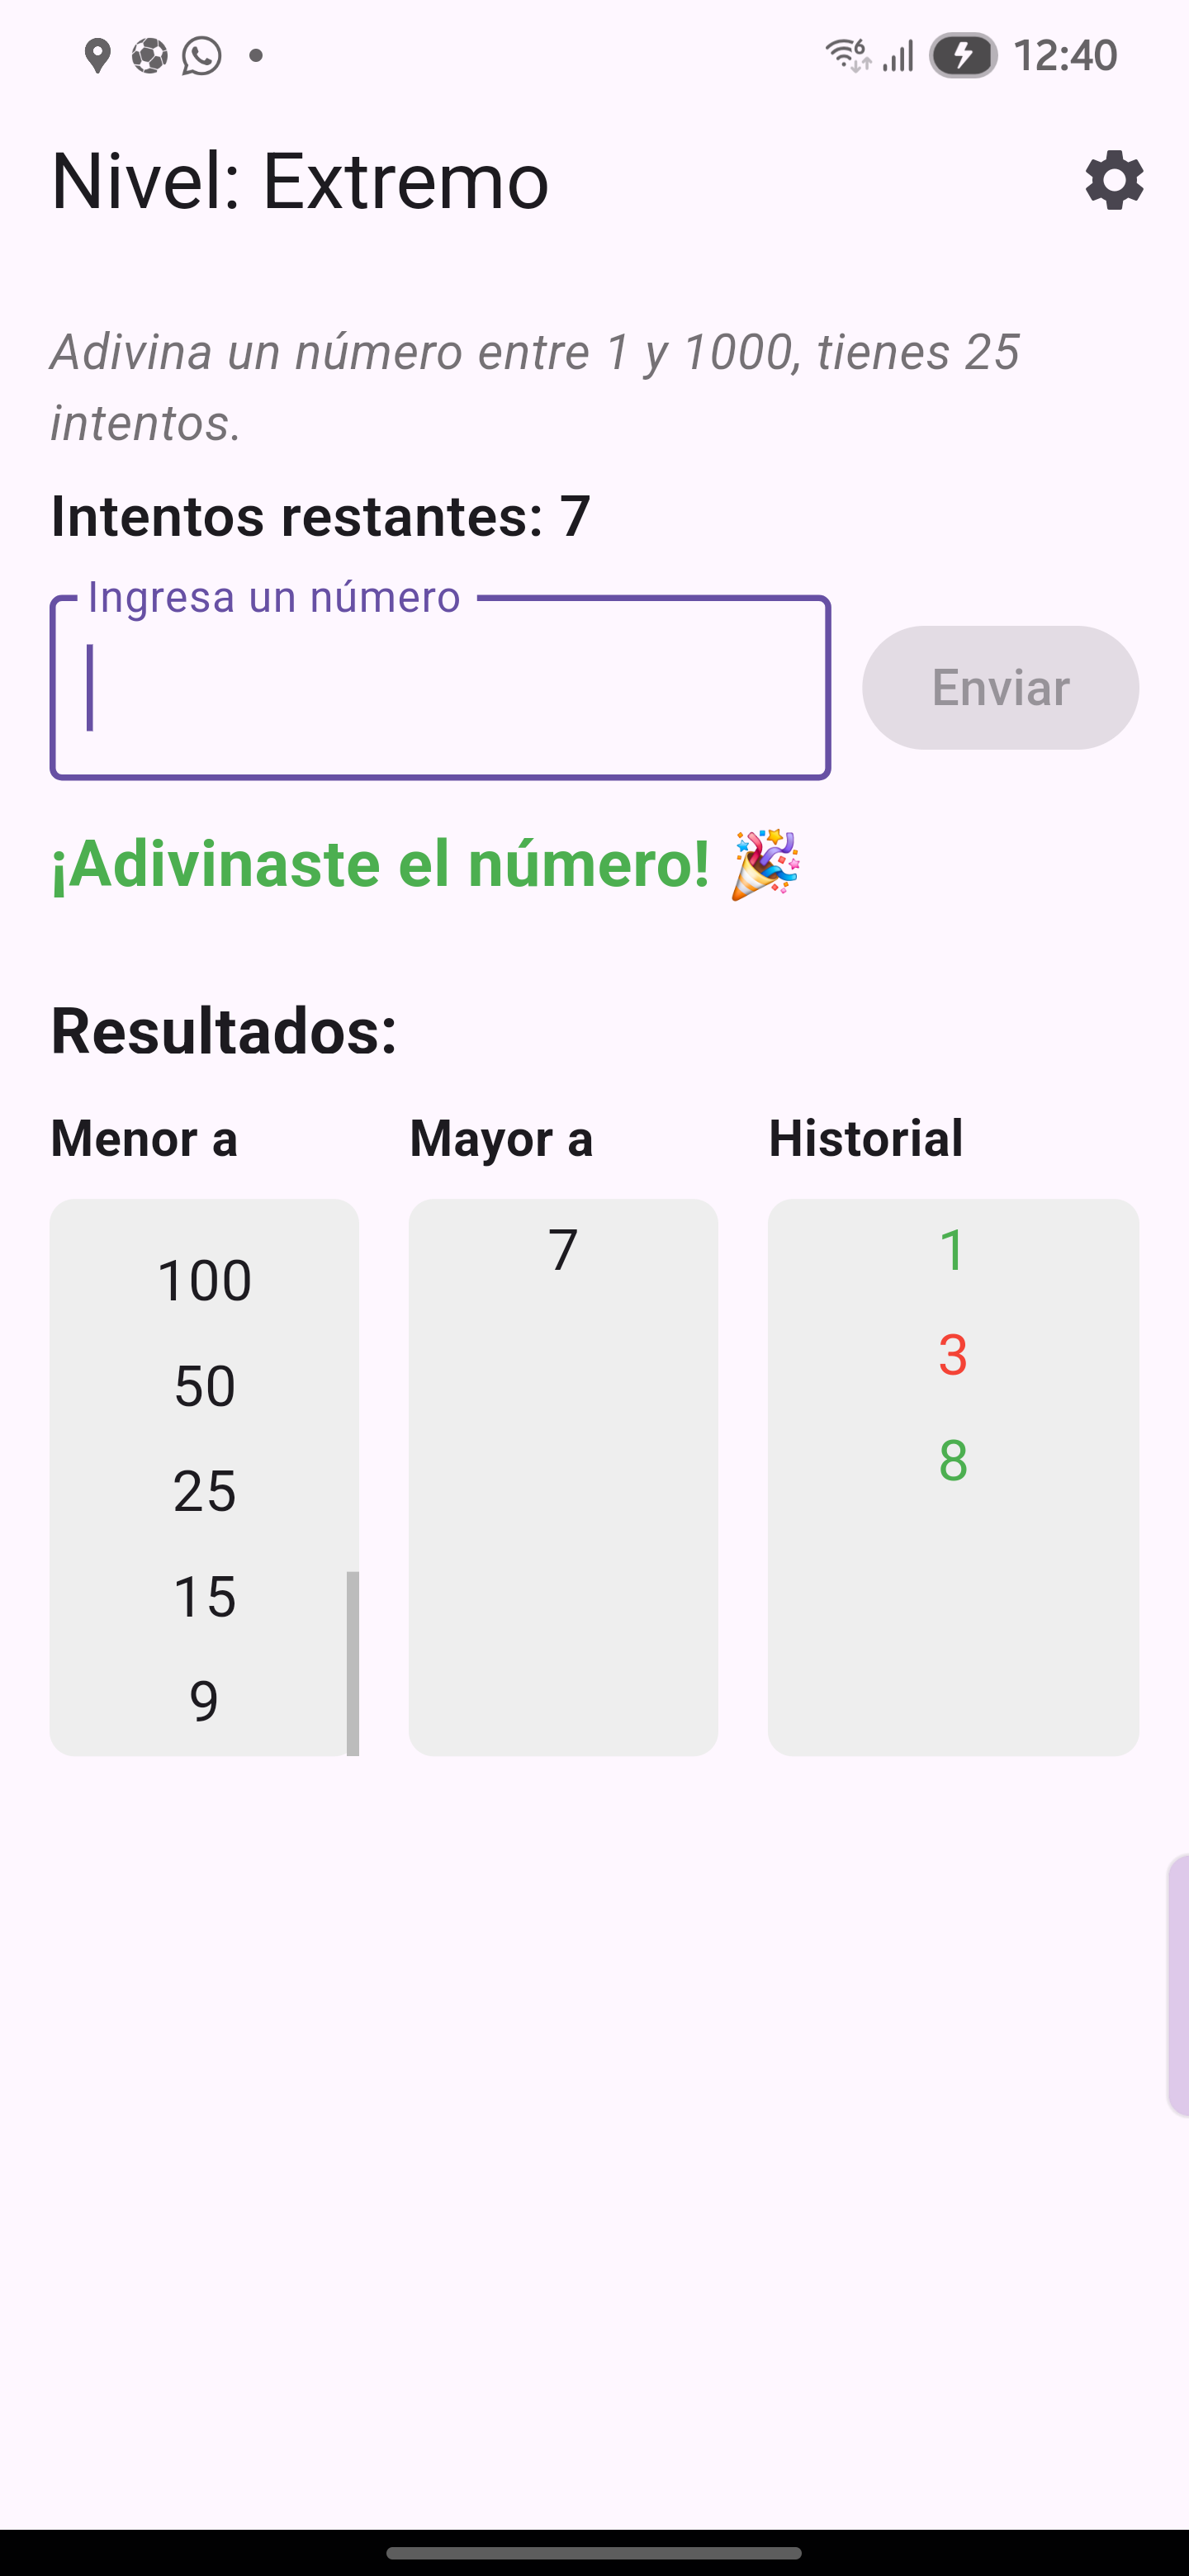 12:40
Nivel: Extremo
Adivina un número entre 1 y 1000, tienes 25
intentos.
Intentos restantes: 7
Ingresa un número
Enviar
¡Adivinaste el número! 🎉
Resultados:
Menor a
Mayor a
Historial
100
50
25
15
9
7
1
3
8